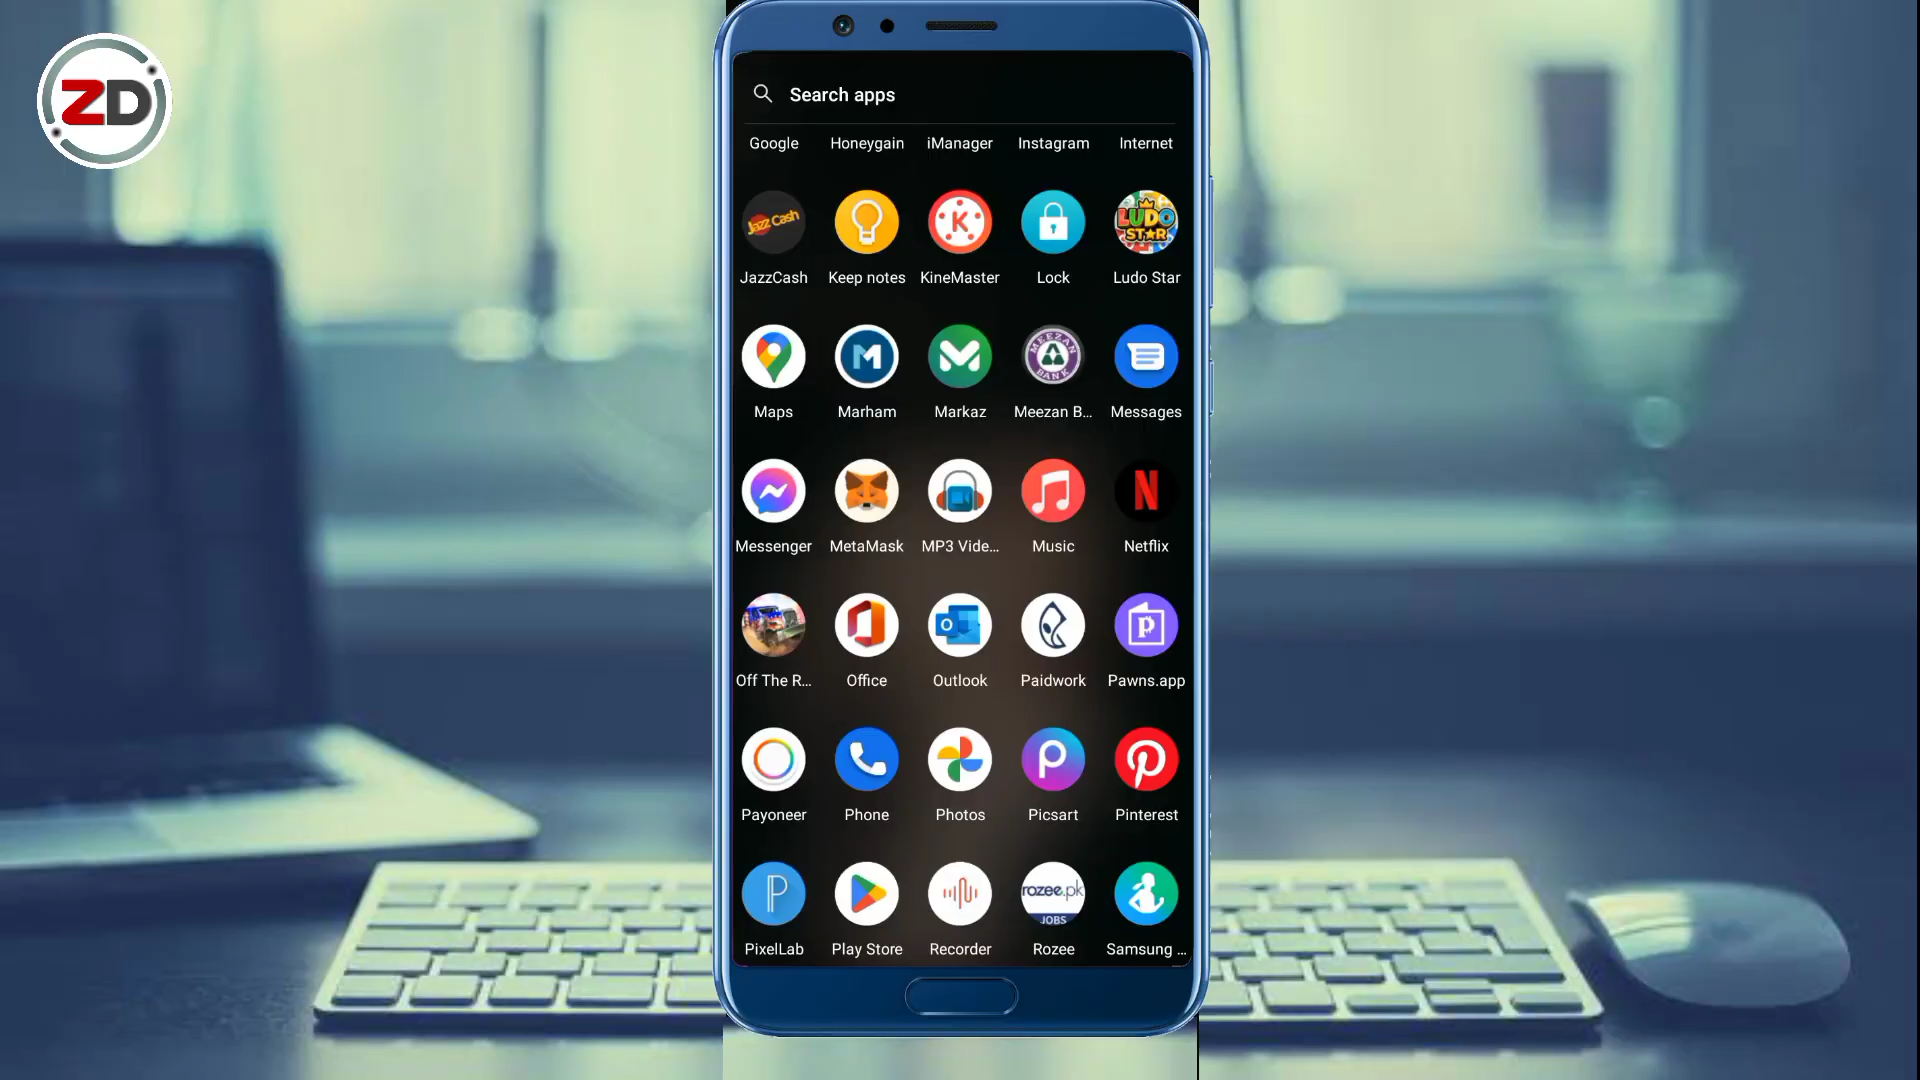 ZD
Search apps
Google Honeygain iManager Instagram Internet
Jazz Cash K LUDO STAR
JazzCash Keep notes KineMaster Lock Ludo Star
M MEEZAN BANK
Maps Marham Markaz Meezan B... Messages
N
Messenger MetaMask MP3 Vide... Music Netflix
O P
Off The R... Office Outlook Paidwork Pawns.app
P
Payoneer Phone Photos Picsart Pinterest
P rozee.pk
JOBS
PixelLab Play Store Recorder Rozee Samsung ...